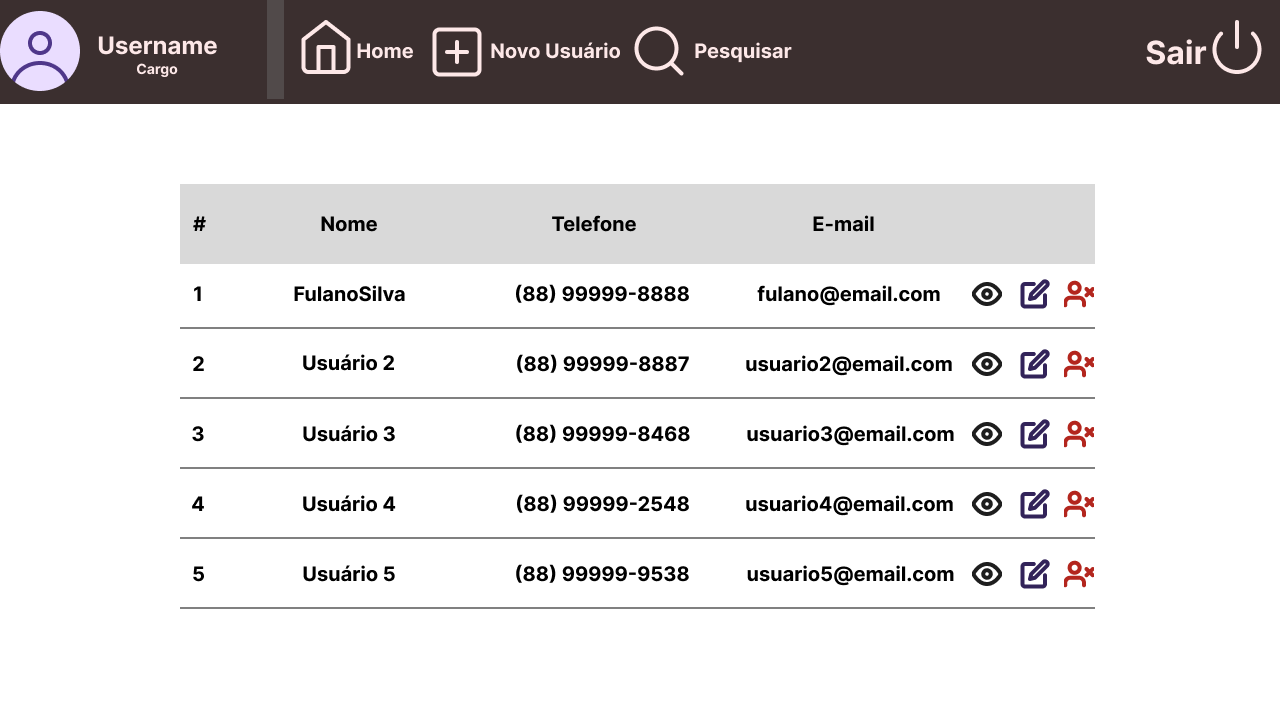 Username
Cargo
Home
Novo Usuário
Pesquisar
Sair
# Nome Telefone E-mail
1 FulanoSilva (88) 99999-8888 fulano@email.com
2 Usuário 2 (88) 99999-8887 usuario2@email.com
3 Usuário 3 (88) 99999-8468 usuario3@email.com
4 Usuário 4 (88) 99999-2548 usuario4@email.com
5 Usuário 5 (88) 99999-9538 usuario5@email.com